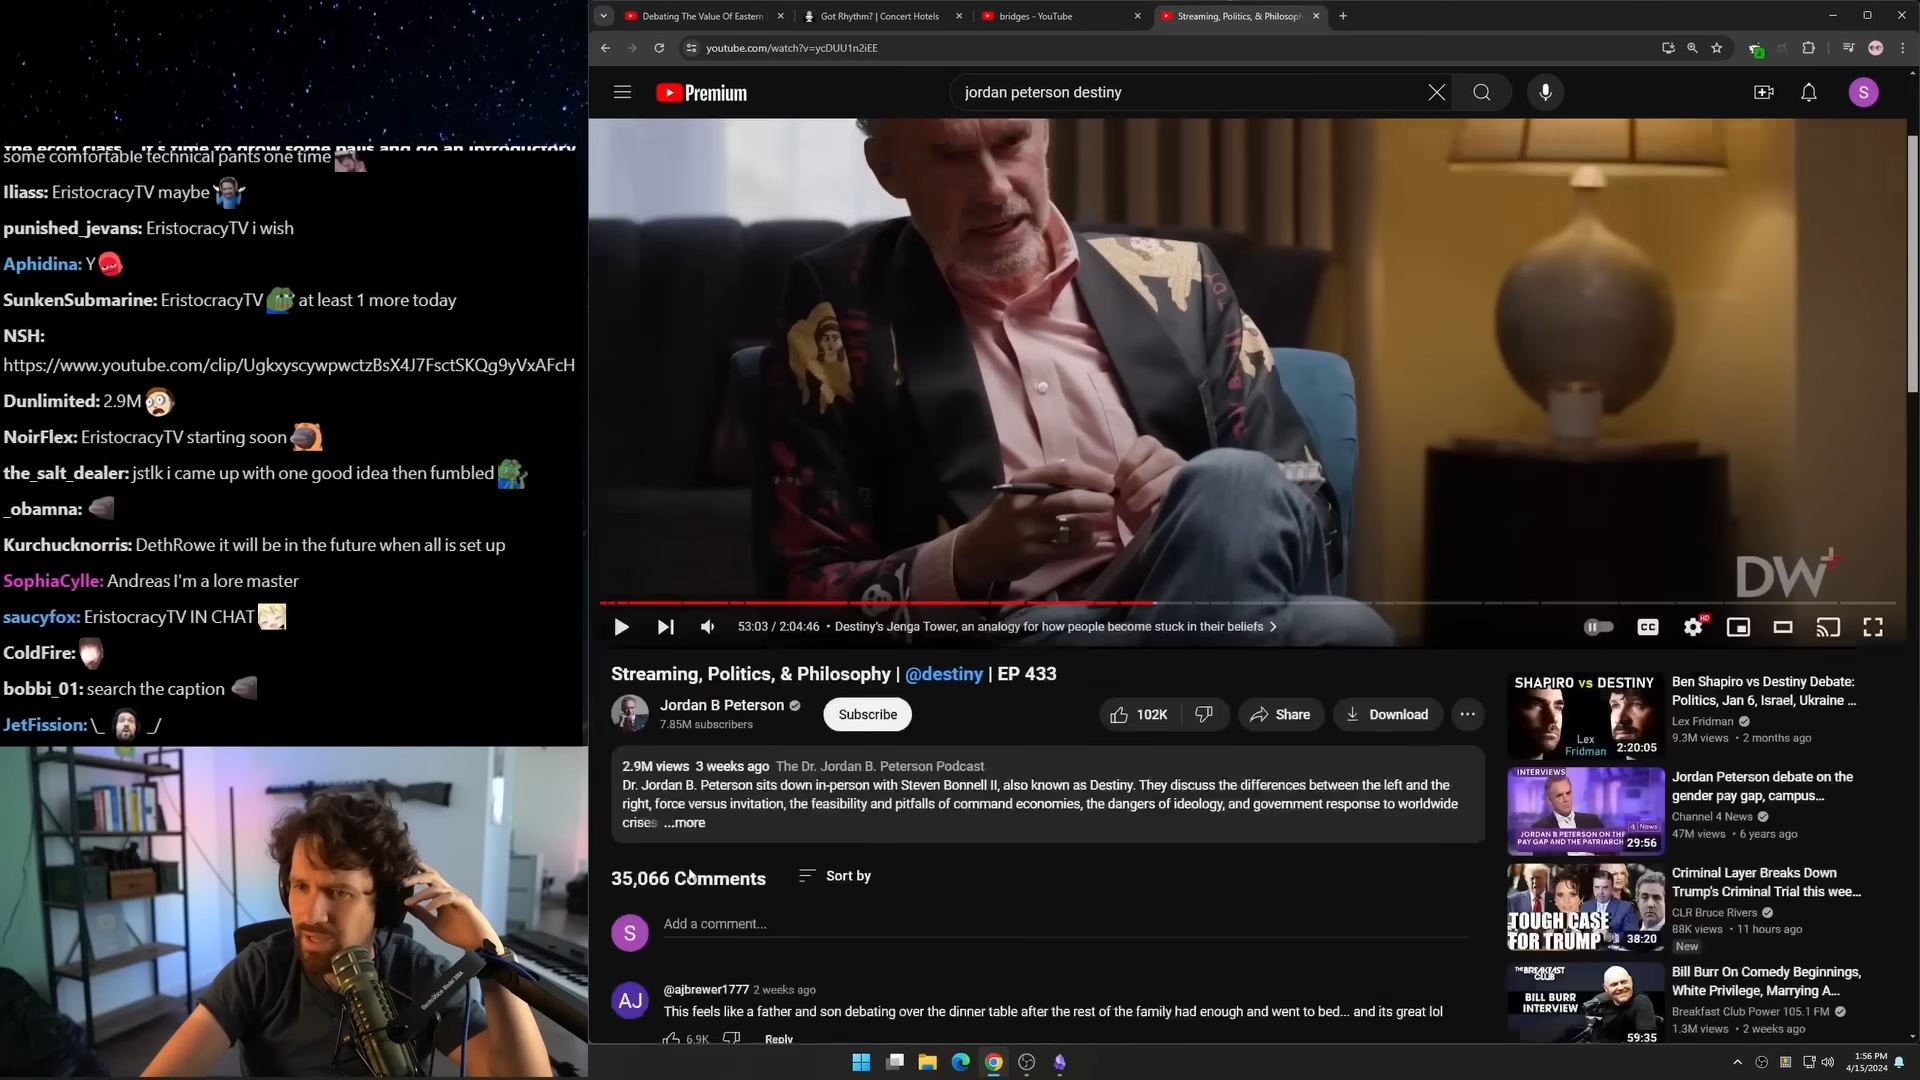 some comfortable technical pants one time
Iliass: EristocracyTV maybe
punished_jevans: EristocracyTV i wish
Aphidina: Y
SunkenSubmarine: EristocracyTV at least 1 more today
NSH:
https://www.youtube.com/clip/UgkxyscywpwctzBsX4J7FsctSKQg9yVxAFcH
Dunlimited: 2.9M
NoirFlex: EristocracyTV starting soon
the_salt_dealer: jstlk i came up with one good idea then fumbled
_obamna:
Kurchucknorris: DethRowe it will be in the future when all is set up
SophiaCylle: Andreas I'm a lore master
saucyfox: EristocracyTV IN CHAT
ColdFire:
bobbi_01: search the caption
JetFission: \_ _/
Debating The Value Of Eastern
Got Rhythm? | Concert Hotels
bridges - YouTube
Streaming, Politics, & Philosoph
youtube.com/watch?v=ycDUU1n2iEE
Premium
jordan peterson destiny
S
DW+
53:03 / 2:04:46 • Destiny's Jenga Tower, an analogy for how people become stuck in their beliefs
CC
HD
Streaming, Politics, & Philosophy | @destiny | EP 433
Jordan B Peterson
7.85M subscribers
Subscribe
102K
Share
Download
2.9M views 3 weeks ago The Dr. Jordan B. Peterson Podcast
Dr. Jordan B. Peterson sits down in-person with Steven Bonnell II, also known as Destiny. They discuss the differences between the left and the
right, force versus invitation, the feasibility and pitfalls of command economies, the dangers of ideology, and government response to worldwide
crises ...more
35,066 Comments
Sort by
S
Add a comment...
AJ
@ajbrewer1777 2 weeks ago
This feels like a father and son debating over the dinner table after the rest of the family had enough and went to bed... and its great lol
6.9K
Reply
SHAPIRO VS DESTINY
Lex
Fridman
2:20:05
Ben Shapiro vs Destiny Debate:
Politics, Jan 6, Israel, Ukraine ...
Lex Fridman
9.3M views • 2 months ago
INTERVIEWS
4 News
JORDAN B PETERSON ON THE
PAY GAP AND THE PATRIARCH
29:56
Jordan Peterson debate on the
gender pay gap, campus...
Channel 4 News
47M views • 6 years ago
TOUGH CASE
FOR TRUMP
38:20
Criminal Layer Breaks Down
Trump's Criminal Trial this wee...
CLR Bruce Rivers
88K views • 11 hours ago
New
THE BREAKFAST
CLUB
BILL BURR
INTERVIEW
59:35
Bill Burr On Comedy Beginnings,
White Privilege, Marrying A...
Breakfast Club Power 105.1 FM
1.3M views • 2 weeks ago
1:56 PM
4/15/2024